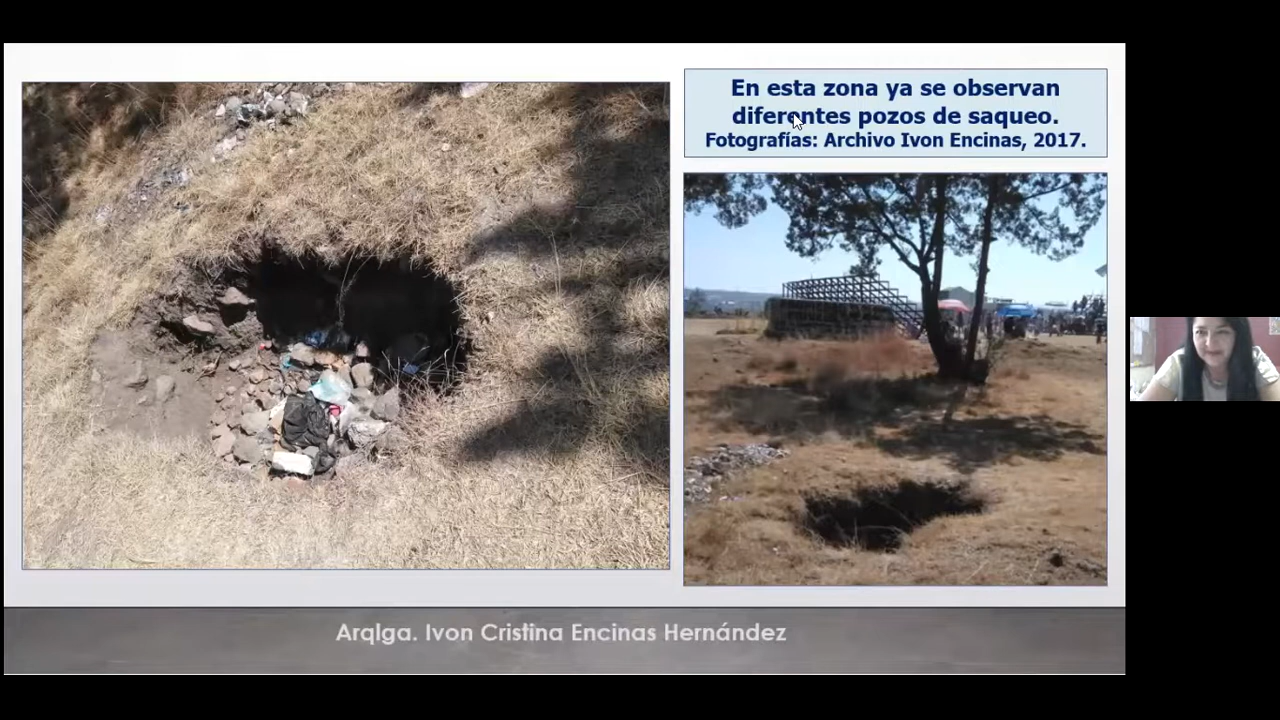 En esta zona ya se observan
diferentes pozos de saqueo.
Fotografías: Archivo Ivon Encinas, 2017.
Arqlga. Ivon Cristina Encinas Hernández